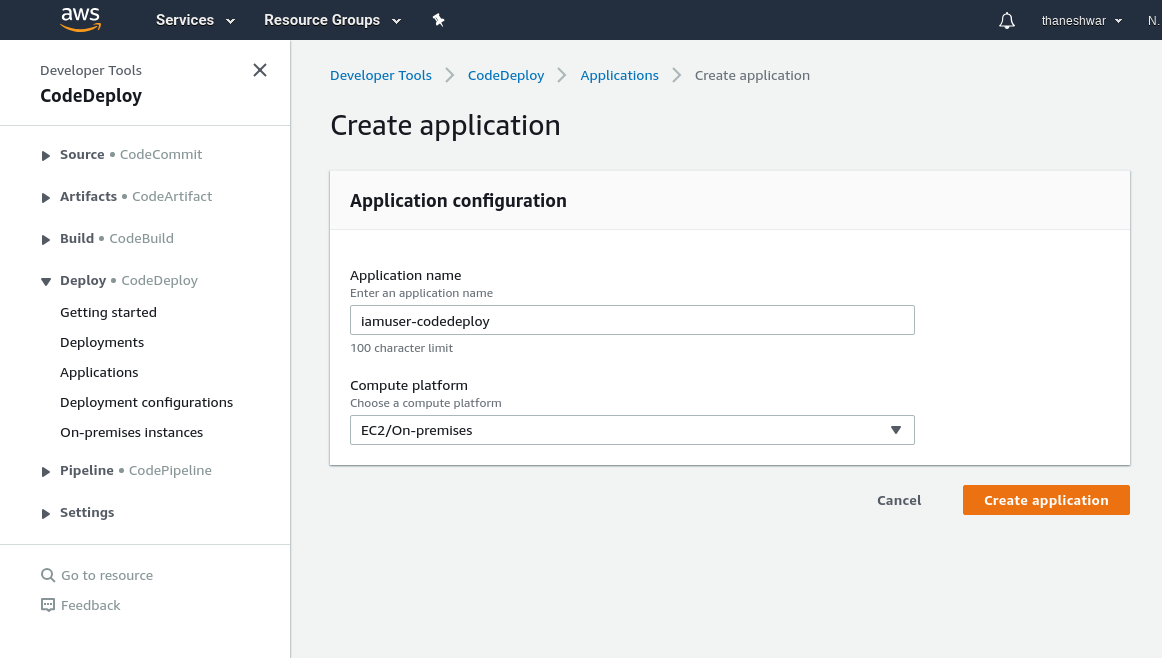 aws Services Resource Groups thaneshwar N.
Developer Tools
CodeDeploy
Source • CodeCommit
Artifacts • CodeArtifact
Build • CodeBuild
Deploy • CodeDeploy
Getting started
Deployments
Applications
Deployment configurations
On-premises instances
Pipeline • CodePipeline
Settings
Go to resource
Feedback
Developer Tools CodeDeploy Applications Create application
Create application
Application configuration
Application name
Enter an application name
iamuser-codedeploy
100 character limit
Compute platform
Choose a compute platform
EC2/On-premises
Cancel Create application